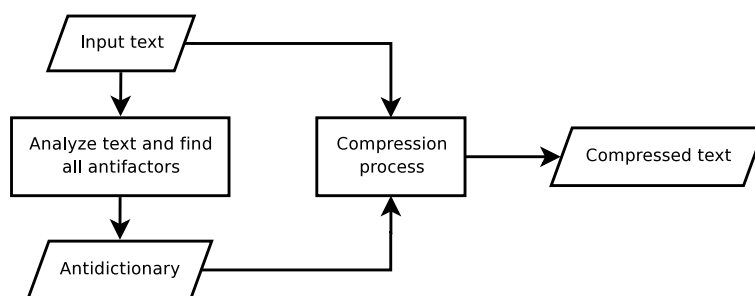 Input text
Analyze text and find
all antifactors
Compression
process
Compressed text
Antidictionary